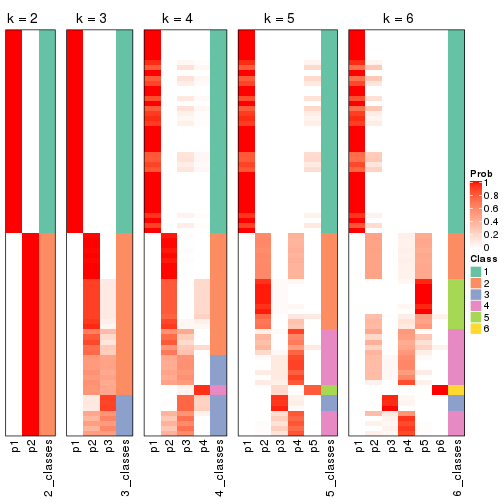 k = 2
k = 3
k = 4
k = 5
k = 6
p1
p2
2_classes
p1
p2
p3
3_classes
p1
p2
p3
p4
4_classes
p1
p2
p3
p4
p5
5_classes
p1
p2
p3
p4
p5
p6
6_classes
Prob
1
0.8
0.6
0.4
0.2
0
Class
1
2
3
4
5
6